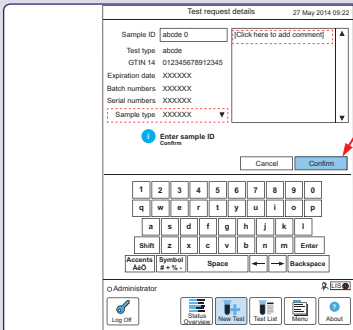 Test request details 27 May 2014 09:22
Sample ID abcde 0 [Click here to add comment]
Test type abcde
GTIN 14 012345678912345
Expiration date XXXXXX
Batch numbers XXXXXX
Serial numbers XXXXXX
Sample type XXXXXX
i Enter sample ID
Confirm
Cancel Confirm
1 2 3 4 5 6 7 8 9 0
q w e r t y u i o p
a s d f g h j k l
Shift z x c v b n m Enter
Accents ÀéÖ Symbol # + % - Space Backspace
Administrator LIS
Log Off Status Overview New Test Test List Menu ? About